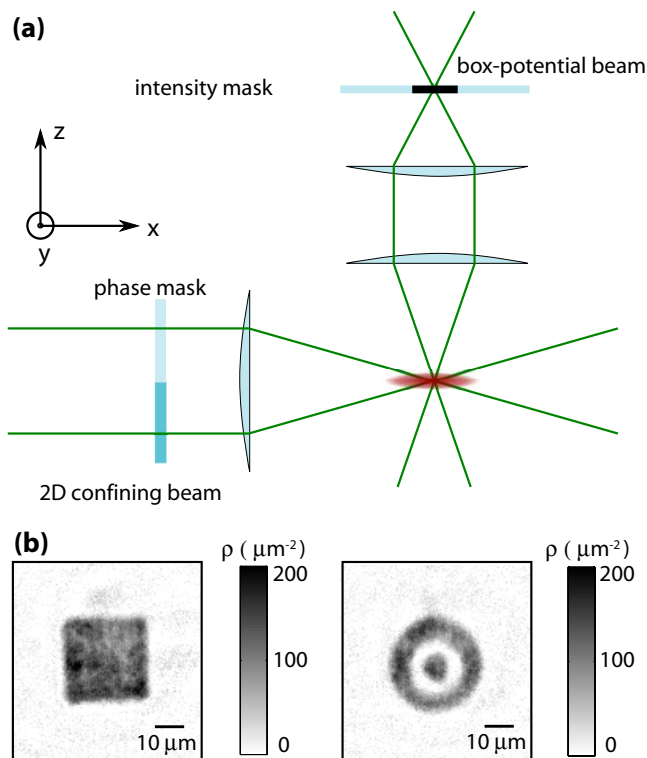 (a)
box-potential beam
intensity mask
z
x
y
phase mask
2D confining beam
(b)
ρ ( μm⁻²)
200
100
0
10 μm
ρ ( μm⁻²)
200
100
0
10 μm